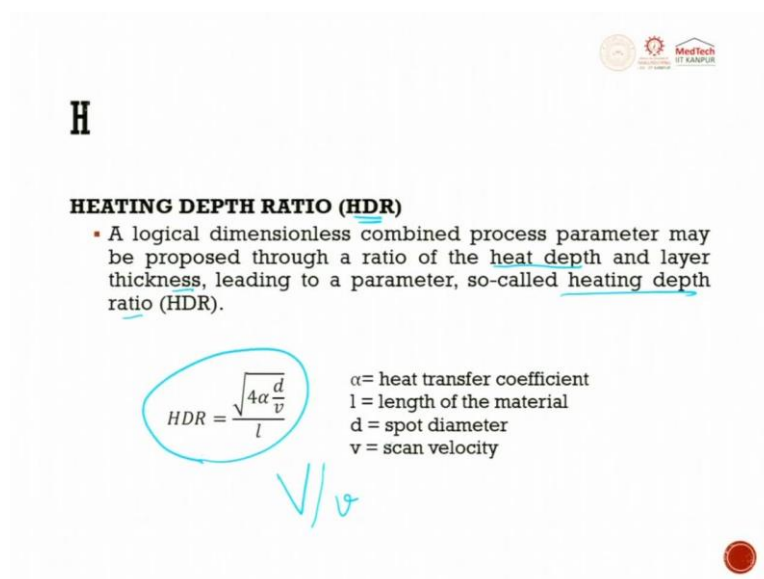 MedTech
IIT KANPUR
H
HEATING DEPTH RATIO (HDR)
▪ A logical dimensionless combined process parameter may
be proposed through a ratio of the heat depth and layer
thickness, leading to a parameter, so-called heating depth
ratio (HDR).
HDR = √(4α d/v) / l
α= heat transfer coefficient
l = length of the material
d = spot diameter
v = scan velocity
V/v